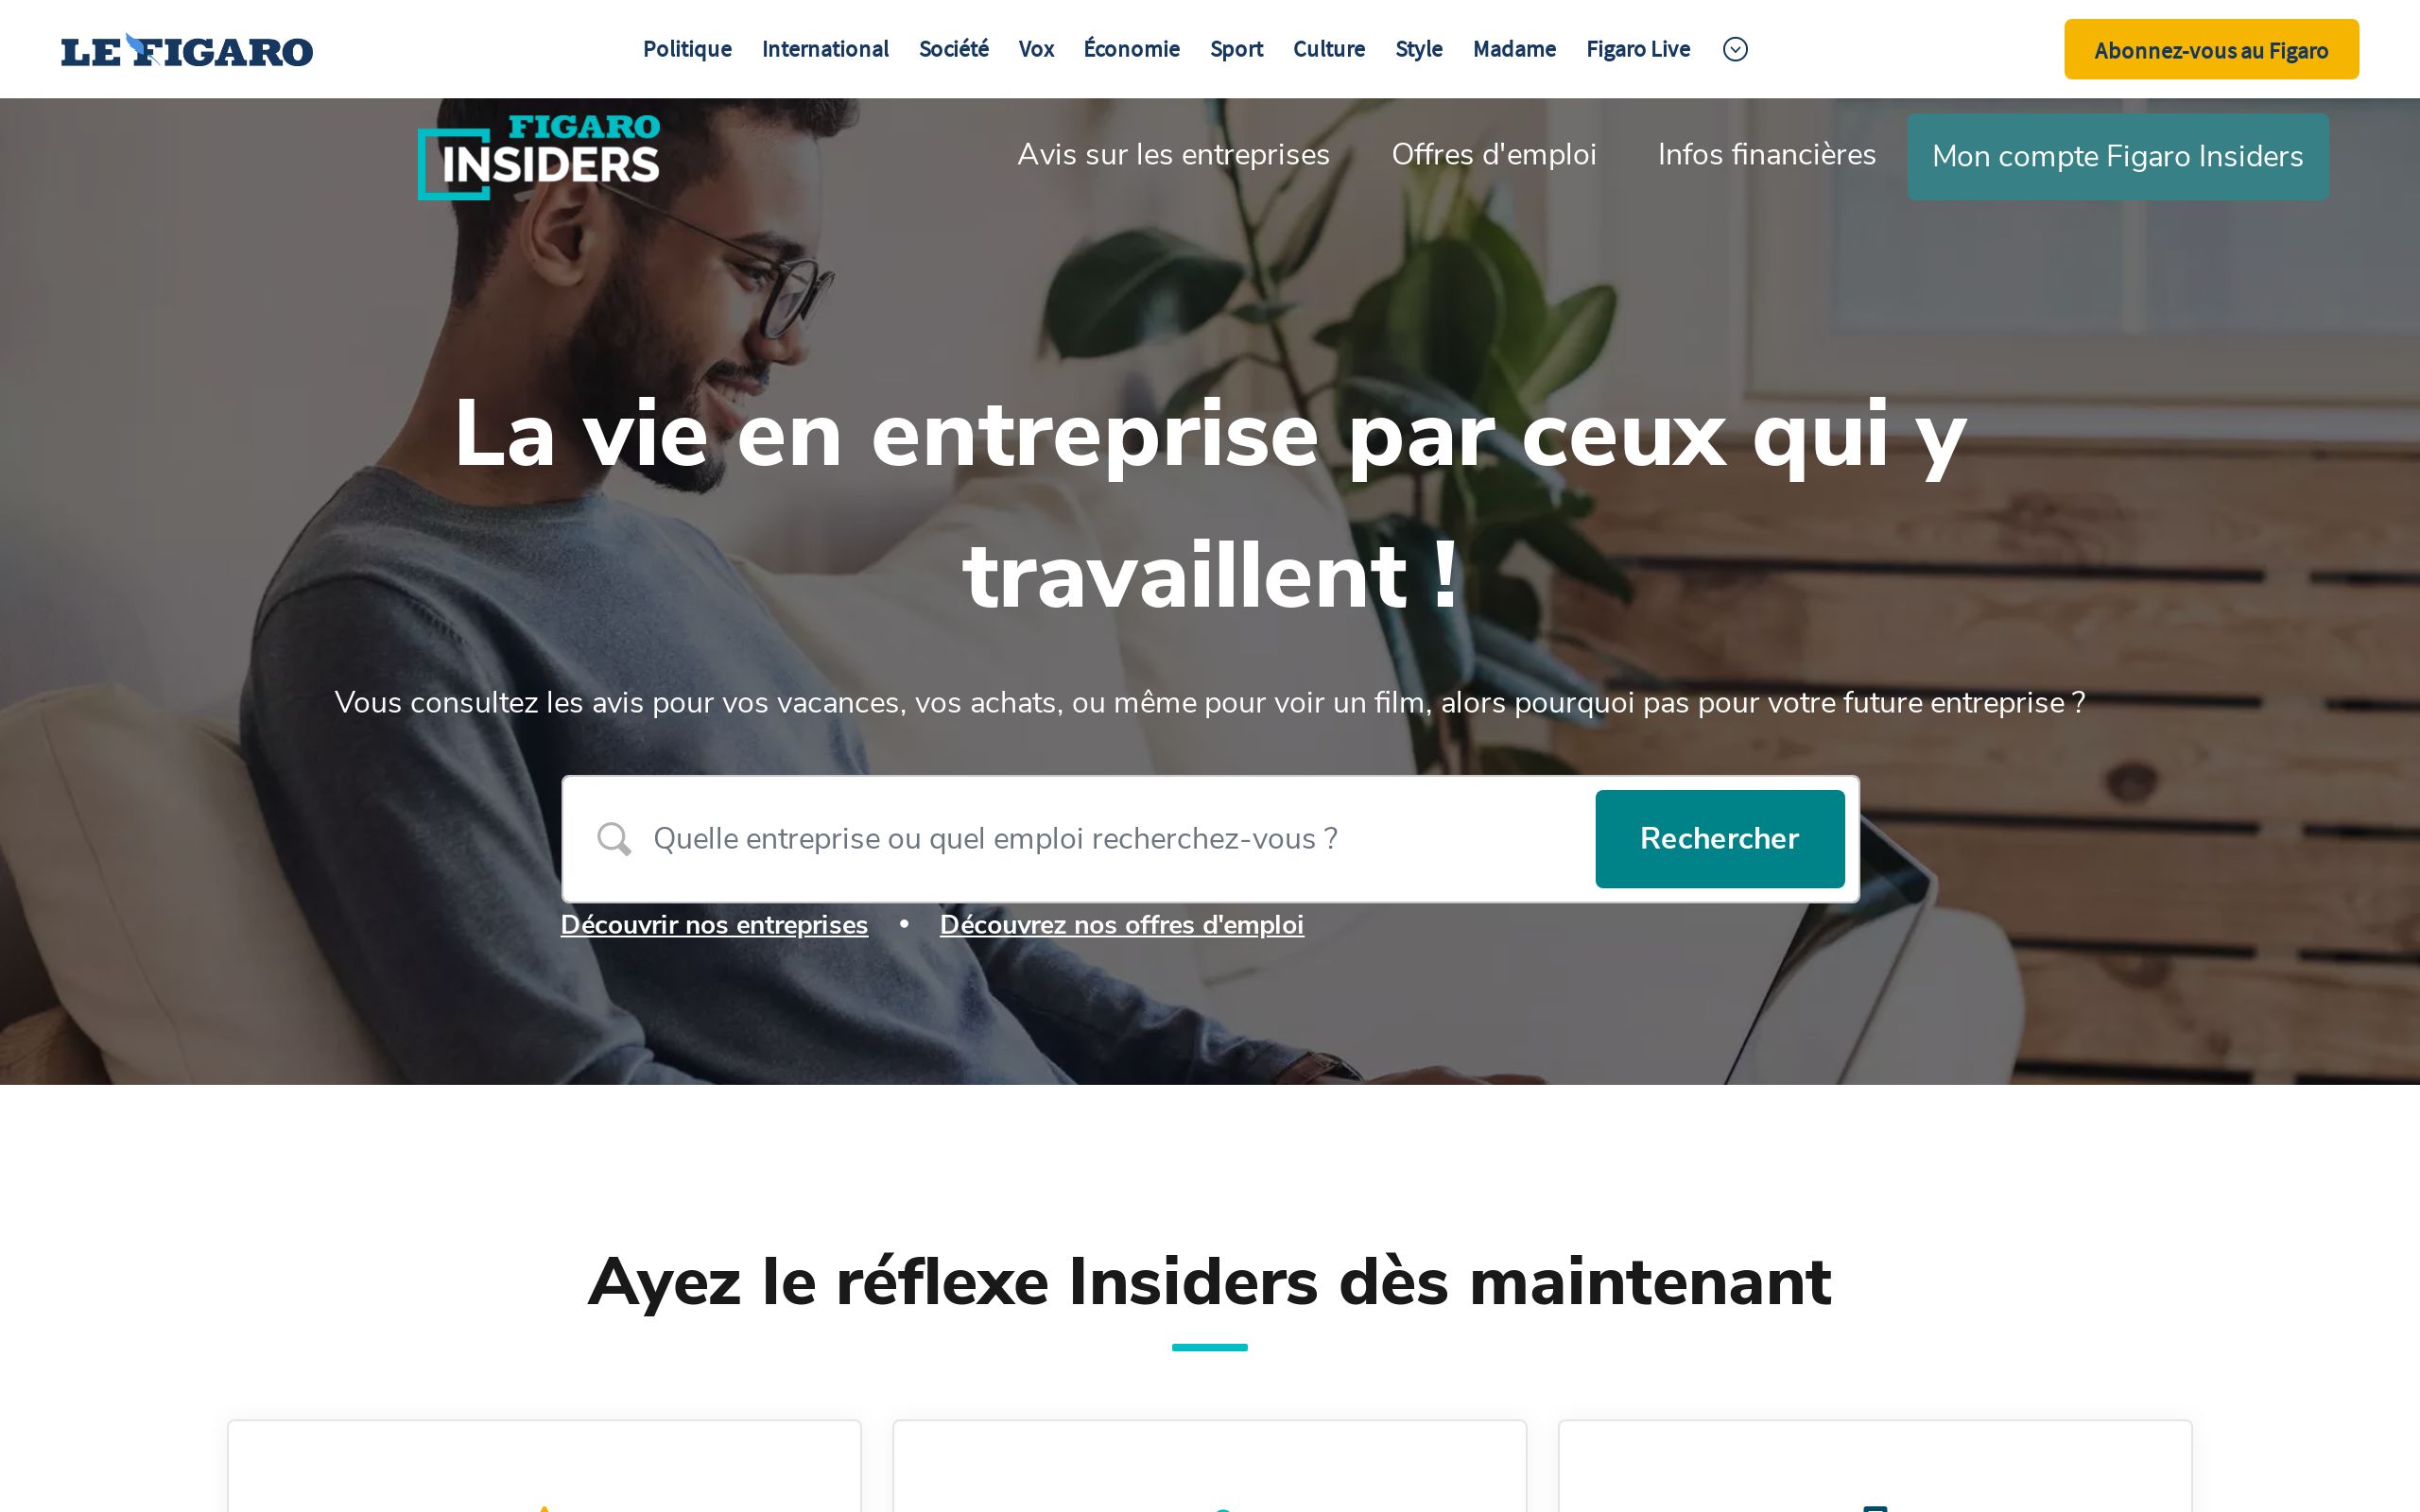 LE FIGARO
Politique International Société Vox Économie Sport Culture Style Madame Figaro Live
Abonnez-vous au Figaro
FIGARO
INSIDERS
Avis sur les entreprises Offres d'emploi Infos financières Mon compte Figaro Insiders
La vie en entreprise par ceux qui y
travaillent !
Vous consultez les avis pour vos vacances, vos achats, ou même pour voir un film, alors pourquoi pas pour votre future entreprise ?
Quelle entreprise ou quel emploi recherchez-vous ? Rechercher
Découvrir nos entreprises • Découvrez nos offres d'emploi
Ayez le réflexe Insiders dès maintenant